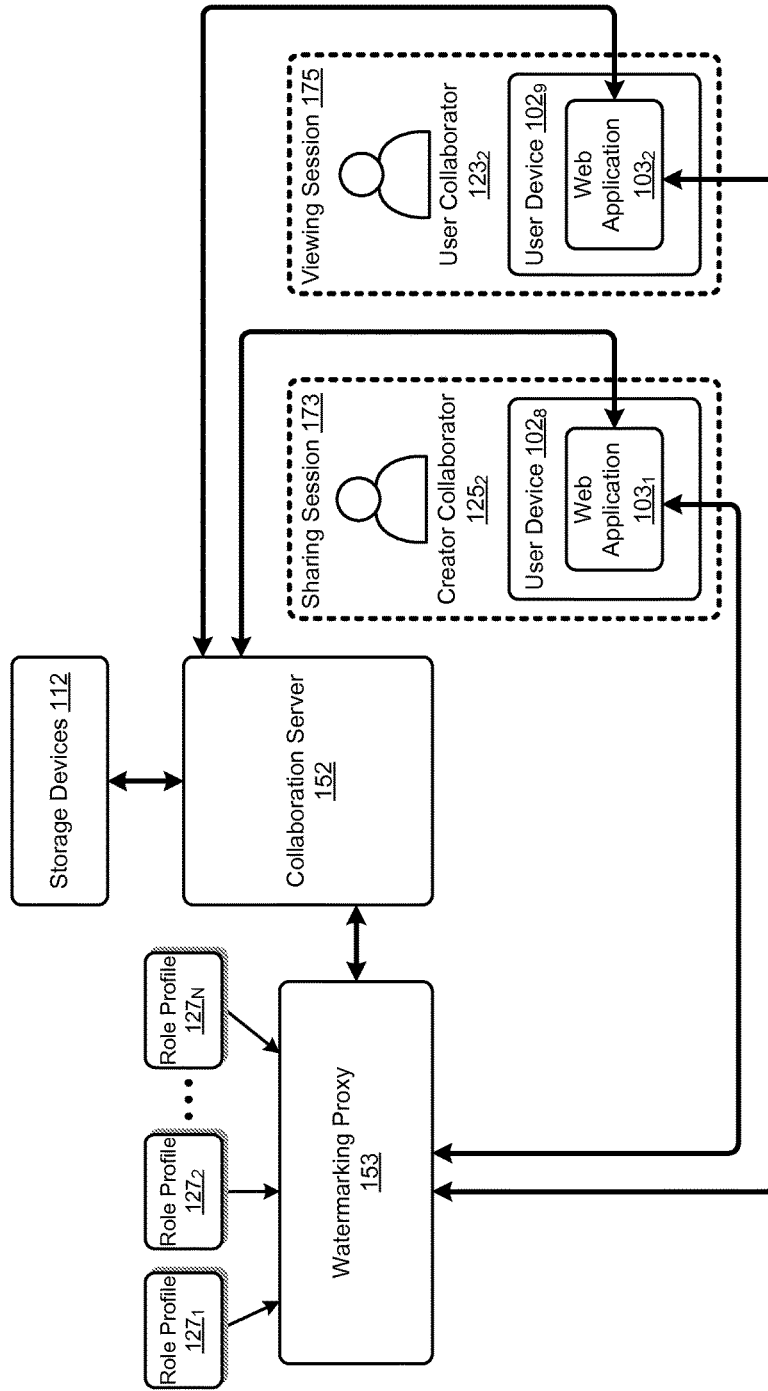 Storage Devices 112
Role Profile
127₁
Role Profile
127₂
• • •
Role Profile
127N
Watermarking Proxy
153
Collaboration Server
152
Sharing Session 173
Creator Collaborator
125₂
User Device 102₈
Web
Application
103₁
Viewing Session 175
User Collaborator
123₂
User Device 102₉
Web
Application
103₂